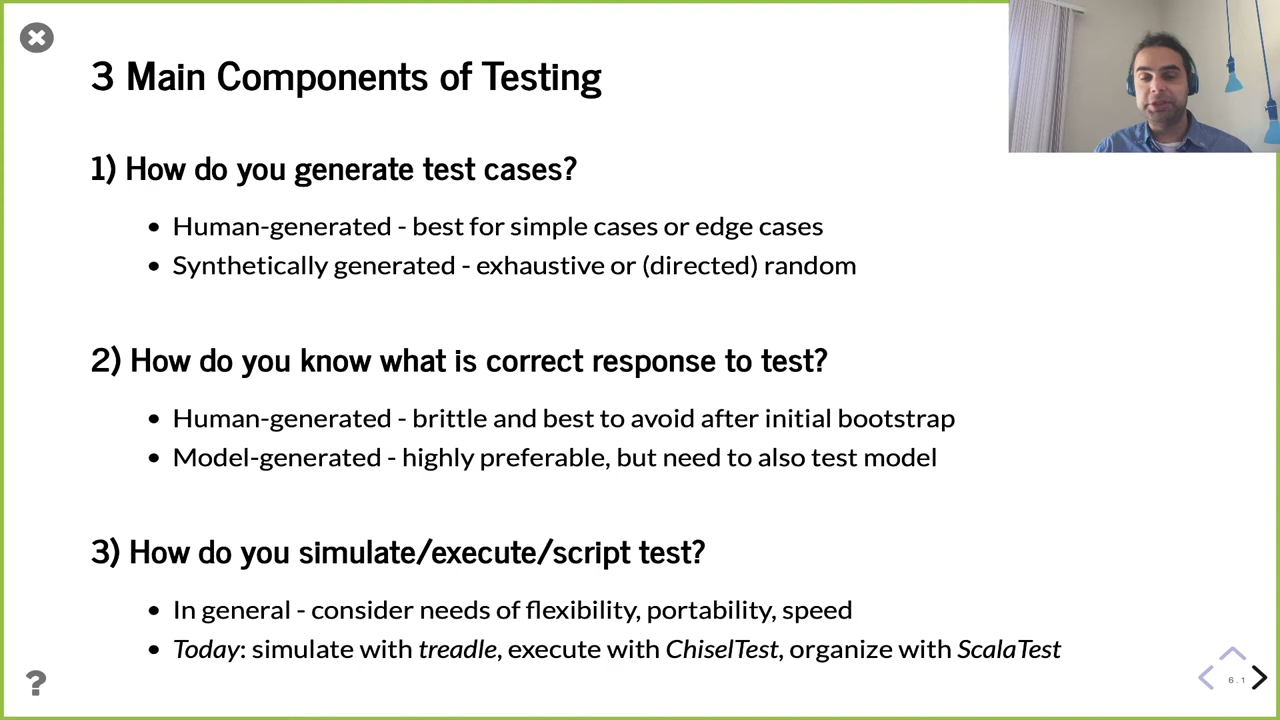 3 Main Components of Testing
1) How do you generate test cases?
• Human-generated - best for simple cases or edge cases
• Synthetically generated - exhaustive or (directed) random
2) How do you know what is correct response to test?
• Human-generated - brittle and best to avoid after initial bootstrap
• Model-generated - highly preferable, but need to also test model
3) How do you simulate/execute/script test?
• In general - consider needs of flexibility, portability, speed
• Today: simulate with treadle, execute with ChiselTest, organize with ScalaTest
?
6.1